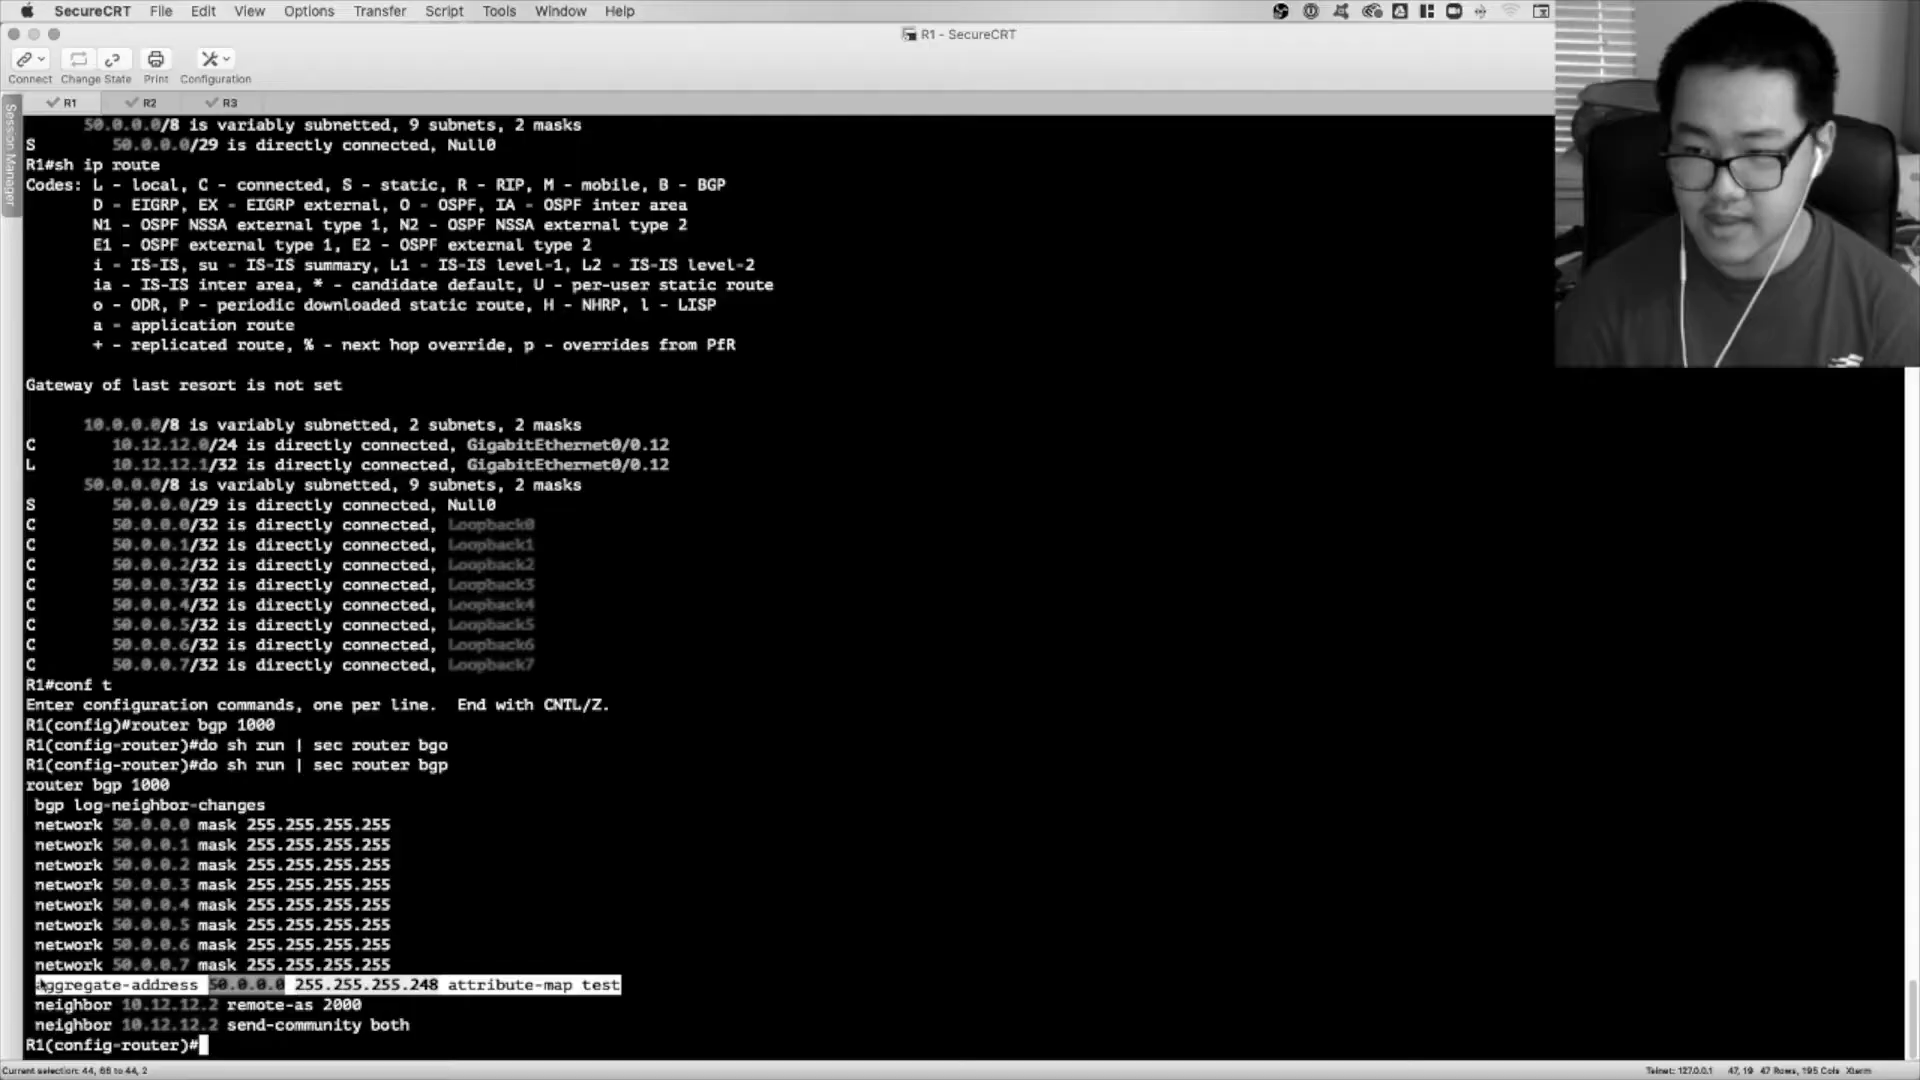 SecureCRT File Edit View Options Transfer Script Tools Window Help
R1 - SecureCRT
Connect Change State Print Configuration
R1 R2 R3
Session Manager
50.0.0.0/8 is variably subnetted, 9 subnets, 2 masks
S 50.0.0.0/29 is directly connected, Null0
R1#sh ip route
Codes: L - local, C - connected, S - static, R - RIP, M - mobile, B - BGP
D - EIGRP, EX - EIGRP external, O - OSPF, IA - OSPF inter area
N1 - OSPF NSSA external type 1, N2 - OSPF NSSA external type 2
E1 - OSPF external type 1, E2 - OSPF external type 2
i - IS-IS, su - IS-IS summary, L1 - IS-IS level-1, L2 - IS-IS level-2
ia - IS-IS inter area, * - candidate default, U - per-user static route
o - ODR, P - periodic downloaded static route, H - NHRP, l - LISP
a - application route
+ - replicated route, % - next hop override, p - overrides from PfR
Gateway of last resort is not set
10.0.0.0/8 is variably subnetted, 2 subnets, 2 masks
C 10.12.12.0/24 is directly connected, GigabitEthernet0/0.12
L 10.12.12.1/32 is directly connected, GigabitEthernet0/0.12
50.0.0.0/8 is variably subnetted, 9 subnets, 2 masks
S 50.0.0.0/29 is directly connected, Null0
C 50.0.0.0/32 is directly connected, Loopback0
C 50.0.0.1/32 is directly connected, Loopback1
C 50.0.0.2/32 is directly connected, Loopback2
C 50.0.0.3/32 is directly connected, Loopback3
C 50.0.0.4/32 is directly connected, Loopback4
C 50.0.0.5/32 is directly connected, Loopback5
C 50.0.0.6/32 is directly connected, Loopback6
C 50.0.0.7/32 is directly connected, Loopback7
R1#conf t
Enter configuration commands, one per line. End with CNTL/Z.
R1(config)#router bgp 1000
R1(config-router)#do sh run | sec router bgo
R1(config-router)#do sh run | sec router bgp
router bgp 1000
bgp log-neighbor-changes
network 50.0.0.0 mask 255.255.255.255
network 50.0.0.1 mask 255.255.255.255
network 50.0.0.2 mask 255.255.255.255
network 50.0.0.3 mask 255.255.255.255
network 50.0.0.4 mask 255.255.255.255
network 50.0.0.5 mask 255.255.255.255
network 50.0.0.6 mask 255.255.255.255
network 50.0.0.7 mask 255.255.255.255
aggregate-address 50.0.0.0 255.255.255.248 attribute-map test
neighbor 10.12.12.2 remote-as 2000
neighbor 10.12.12.2 send-community both
R1(config-router)#
Current selection: 44, 66 to 44, 2
Telnet: 127.0.0.1 47, 19 47 Rows, 195 Cols Xterm